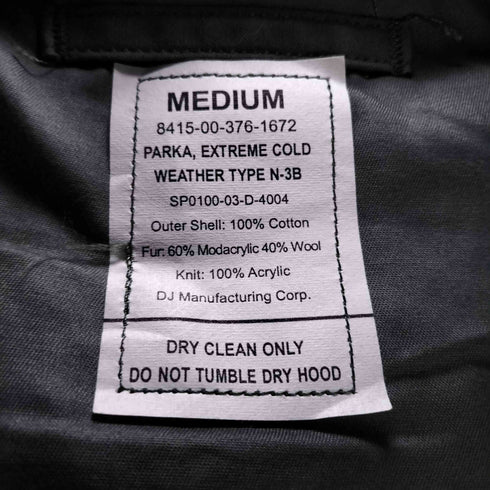 MEDIUM
8415-00-376-1672
PARKA, EXTREME COLD
WEATHER TYPE N-3B
SP0100-03-D-4004
Outer Shell: 100% Cotton
Fur: 60% Modacrylic 40% Wool
Knit: 100% Acrylic
DJ Manufacturing Corp.
DRY CLEAN ONLY
DO NOT TUMBLE DRY HOOD